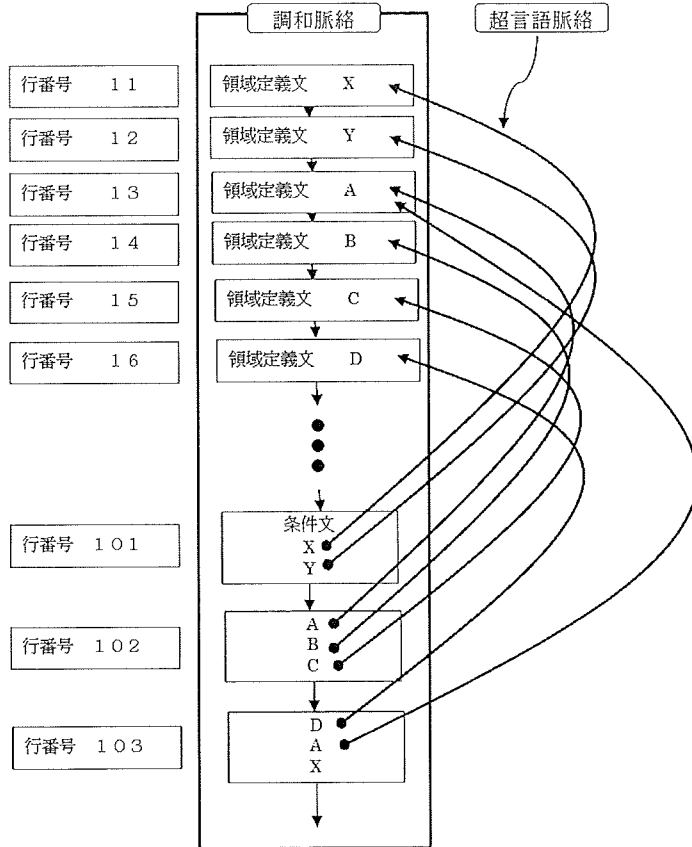 調和脈絡
超言語脈絡
行番号 11
領域定義文 X
行番号 12
領域定義文 Y
行番号 13
領域定義文 A
行番号 14
領域定義文 B
行番号 15
領域定義文 C
行番号 16
領域定義文 D
行番号 101
条件文
X
Y
行番号 102
A
B
C
行番号 103
D
A
X